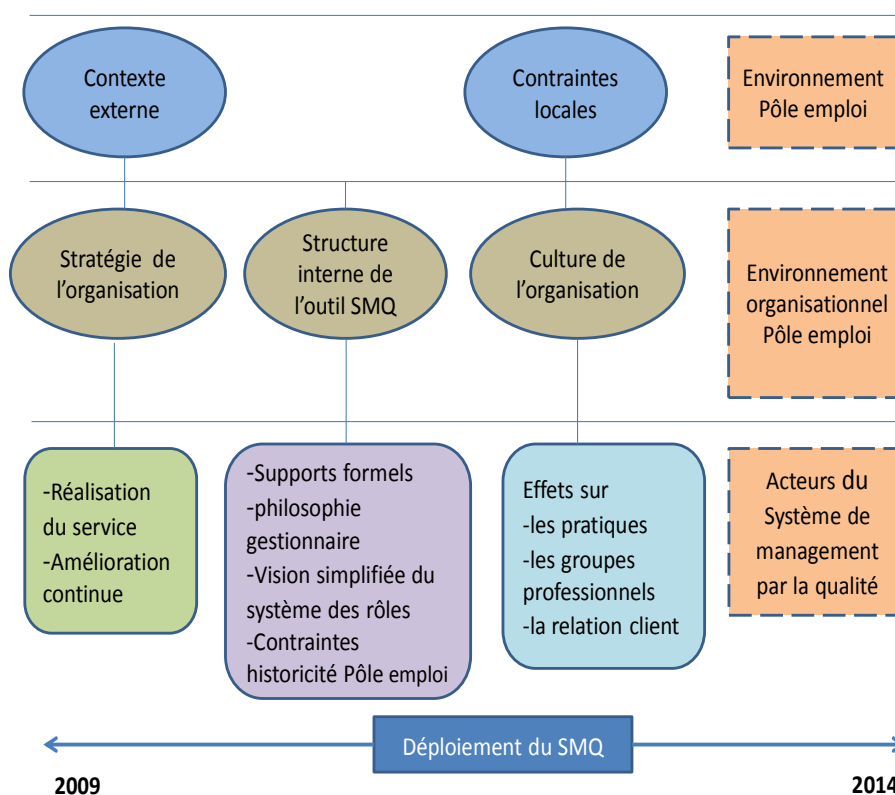 Contexte
externe
Contraintes
locales
Environnement
Pôle emploi
Stratégie de
l'organisation
Structure
interne de
l'outil SMQ
Culture de
l'organisation
Environnement
organisationnel
Pôle emploi
-Réalisation
du service
-Amélioration
continue
-Supports formels
-philosophie
gestionnaire
-Vision simplifiée du
système des rôles
-Contraintes
historicité Pôle emploi
Effets sur
-les pratiques
-les groupes
professionnels
-la relation client
Acteurs du
Système de
management
par la qualité
Déploiement du SMQ
2009
2014